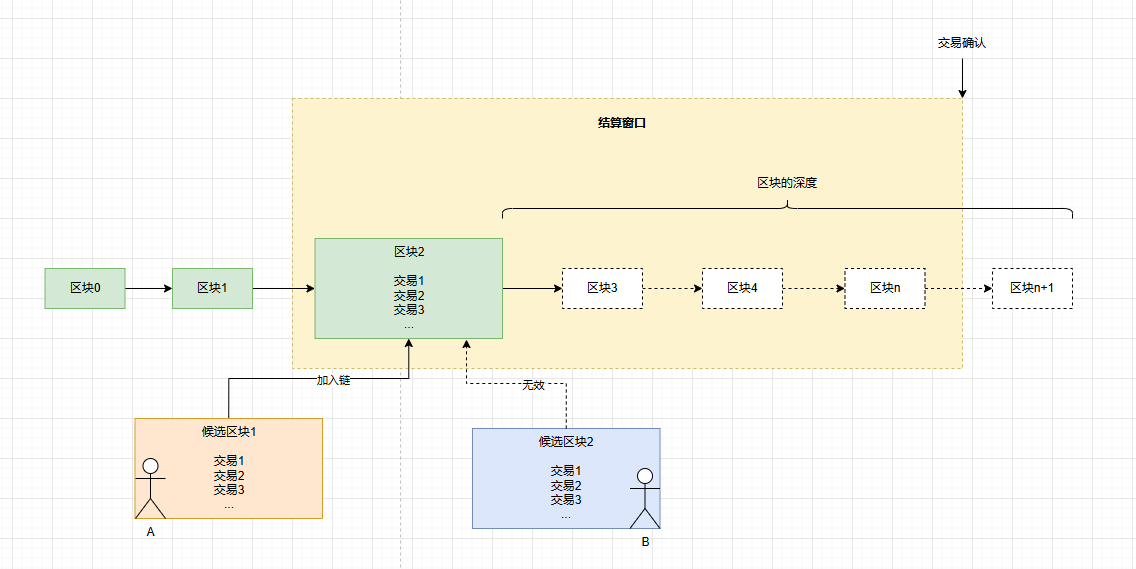 交易确认
结算窗口
区块的深度
区块0
区块1
区块2
交易1
交易2
交易3
...
区块3
区块4
区块n
区块n+1
加入链
无效
候选区块1
交易1
交易2
交易3
...
A
候选区块2
交易1
交易2
交易3
...
B